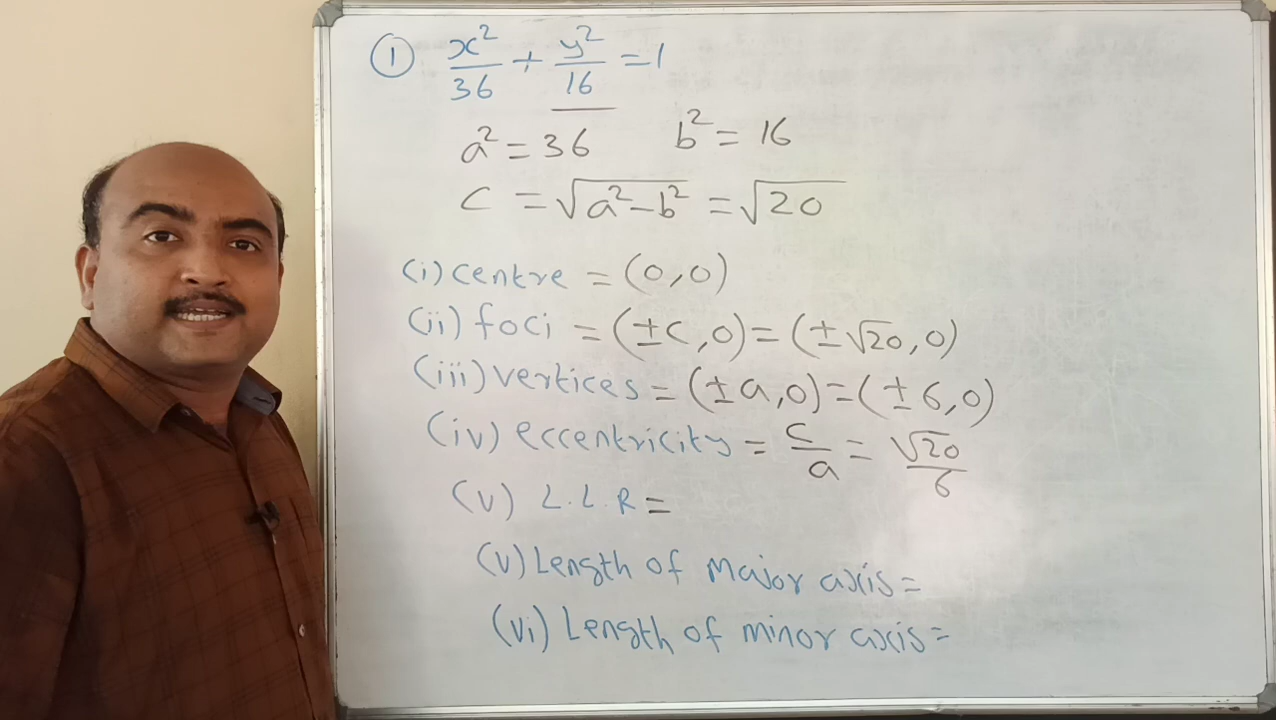 ① x²/36 + y²/16 = 1
a² = 36 b² = 16
c = √(a²-b²) = √20
(i) centre = (0,0)
(ii) foci = (±c,0) = (±√20,0)
(iii) vertices = (±a,0) = (±6,0)
(iv) eccentricity = c/a = √20/6
(v) L.L.R =
(v) Length of major axis =
(vi) Length of minor axis =